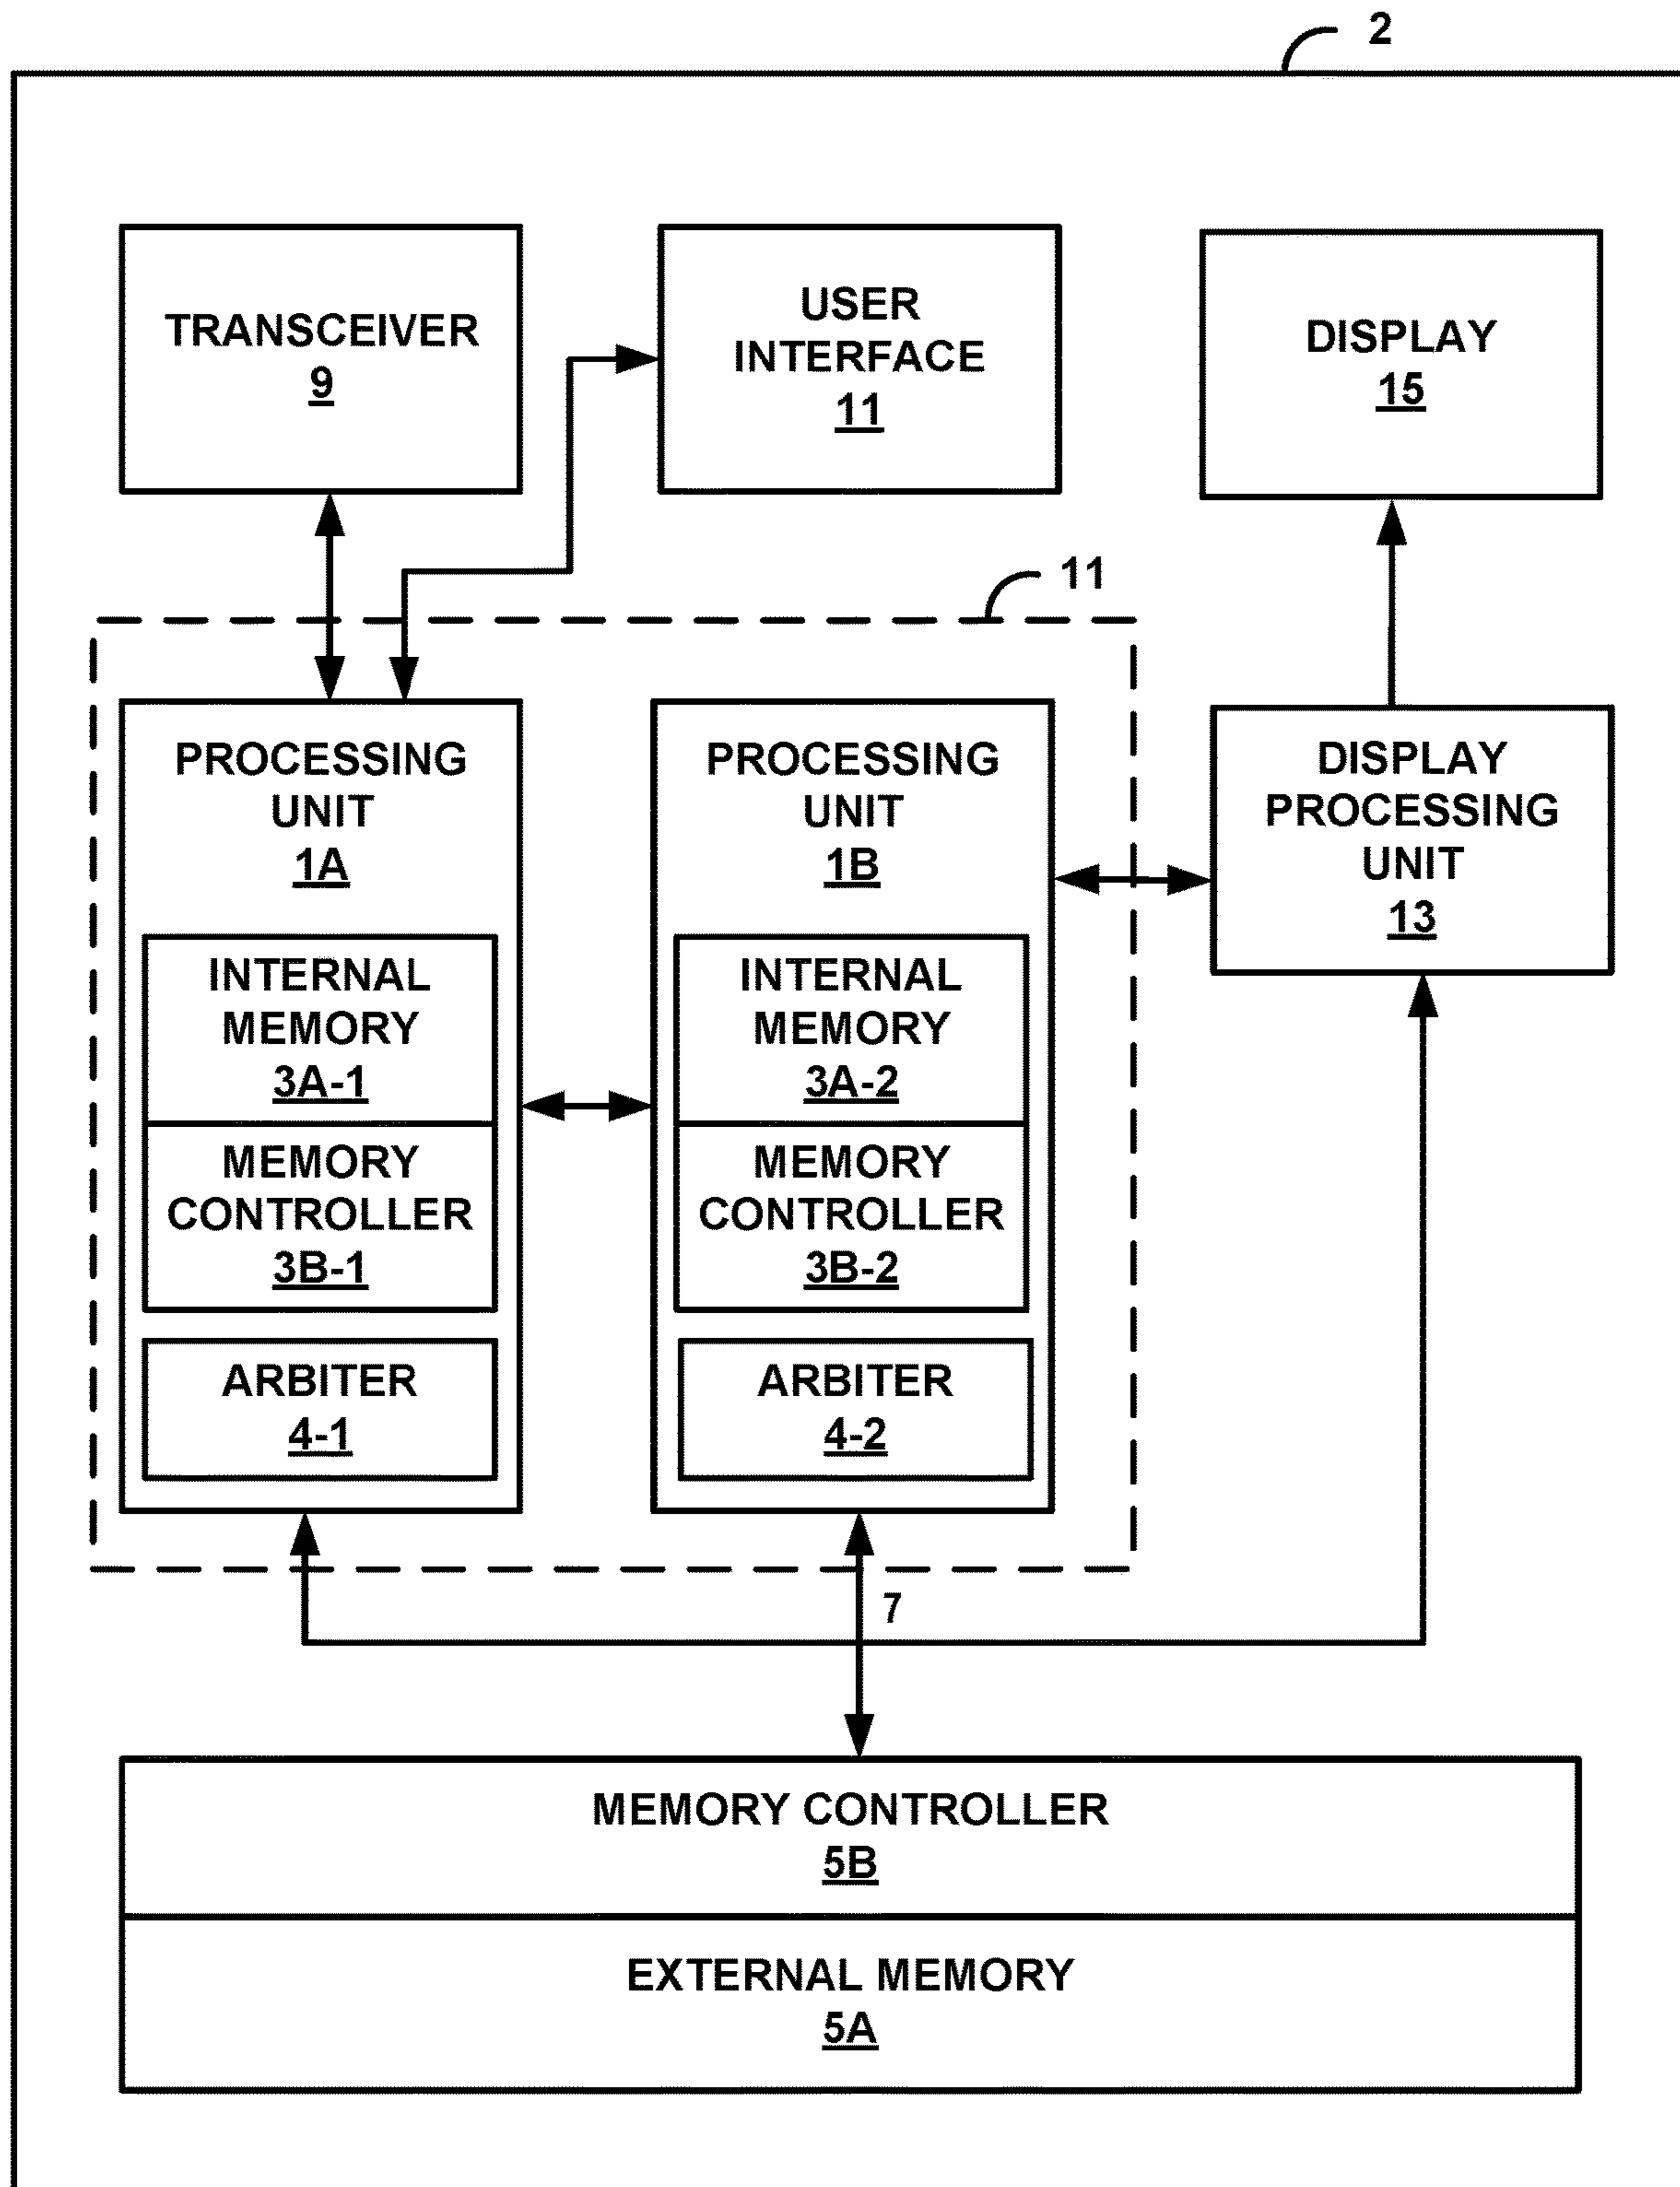 2
TRANSCEIVER
9
USER
INTERFACE
11
DISPLAY
15
11
PROCESSING
UNIT
1A
INTERNAL
MEMORY
3A-1
MEMORY
CONTROLLER
3B-1
ARBITER
4-1
PROCESSING
UNIT
1B
INTERNAL
MEMORY
3A-2
MEMORY
CONTROLLER
3B-2
ARBITER
4-2
DISPLAY
PROCESSING
UNIT
13
7
MEMORY CONTROLLER
5B
EXTERNAL MEMORY
5A